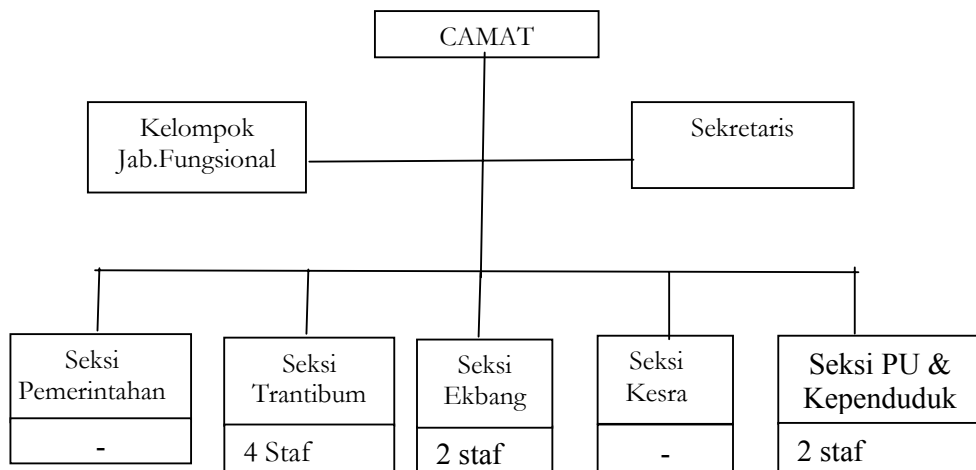 CAMAT
Kelompok
Jab.Fungsional
Sekretaris
Seksi
Pemerintahan
-
Seksi
Trantibum
4 Staf
Seksi
Ekbang
2 staf
Seksi
Kesra
-
Seksi PU &
Kependuduk
2 staf